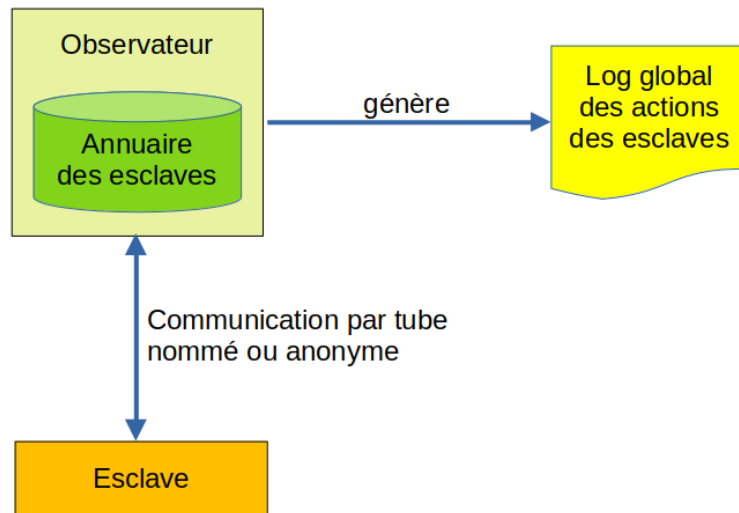 Observateur
Annuaire
des esclaves
génère
Log global
des actions
des esclaves
Communication par tube
nommé ou anonyme
Esclave